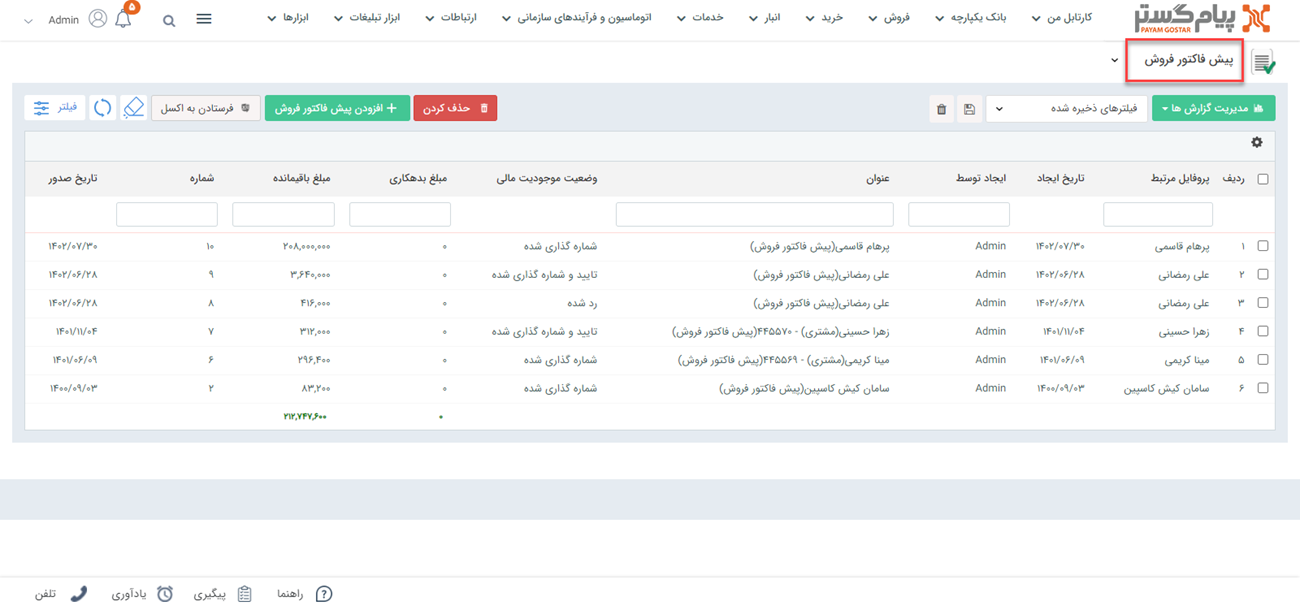 پیام گستر
PAYAM GOSTAR
کارتابل من بانک یکپارچه فروش خرید انبار خدمات ارتباطات اتوماسیون و فرآیندهای سازمانی ابزار تبلیغات ابزارها
۵ Admin
پیش فاکتور فروش
مدیریت گزارش ها فیلترهای ذخیره شده حذف کردن + افزودن پیش فاکتور فروش فرستادن به اکسل فیلتر
ردیف پروفایل مرتبط تاریخ ایجاد ایجاد توسط عنوان وضعیت موجودیت مالی مبلغ بدهکاری مبلغ باقیمانده شماره تاریخ صدور
۱ پرهام قاسمی ۱۴۰۲/۰۷/۳۰ Admin پرهام قاسمی(پیش فاکتور فروش) شماره گذاری شده ۰ ۲۰۸,۰۰۰,۰۰۰ ۱۰ ۱۴۰۲/۰۷/۳۰
۲ علی رمضانی ۱۴۰۲/۰۶/۲۸ Admin علی رمضانی(پیش فاکتور فروش) تایید و شماره گذاری شده ۰ ۳,۶۴۰,۰۰۰ ۹ ۱۴۰۲/۰۶/۲۸
۳ علی رمضانی ۱۴۰۲/۰۶/۲۸ Admin علی رمضانی(پیش فاکتور فروش) رد شده ۰ ۴۱۶,۰۰۰ ۸ ۱۴۰۲/۰۶/۲۸
۴ زهرا حسینی ۱۴۰۱/۱۱/۰۴ Admin زهرا حسینی(مشتری) - ۴۴۵۵۷۰(پیش فاکتور فروش) تایید و شماره گذاری شده ۰ ۳۱۲,۰۰۰ ۷ ۱۴۰۱/۱۱/۰۴
۵ مینا کریمی ۱۴۰۱/۰۶/۰۹ Admin مینا کریمی(مشتری) - ۴۴۵۵۶۹(پیش فاکتور فروش) شماره گذاری شده ۰ ۲۹۶,۴۰۰ ۶ ۱۴۰۱/۰۶/۰۹
۶ سامان کیش کاسپین ۱۴۰۰/۰۹/۰۳ Admin سامان کیش کاسپین(پیش فاکتور فروش) شماره گذاری شده ۰ ۸۳,۲۰۰ ۲ ۱۴۰۰/۰۹/۰۳
۰ ۲۱۲,۷۴۷,۶۰۰
راهنما پیگیری یادآوری تلفن